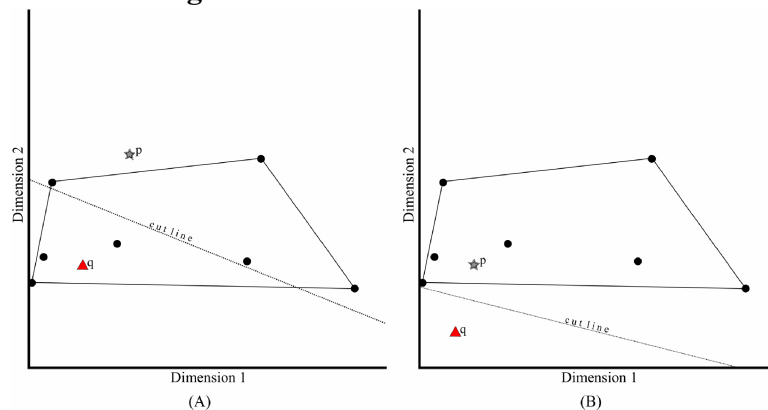 p
Dimension 2
cut line
q
Dimension 1
(A)
Dimension 2
p
cut line
q
Dimension 1
(B)